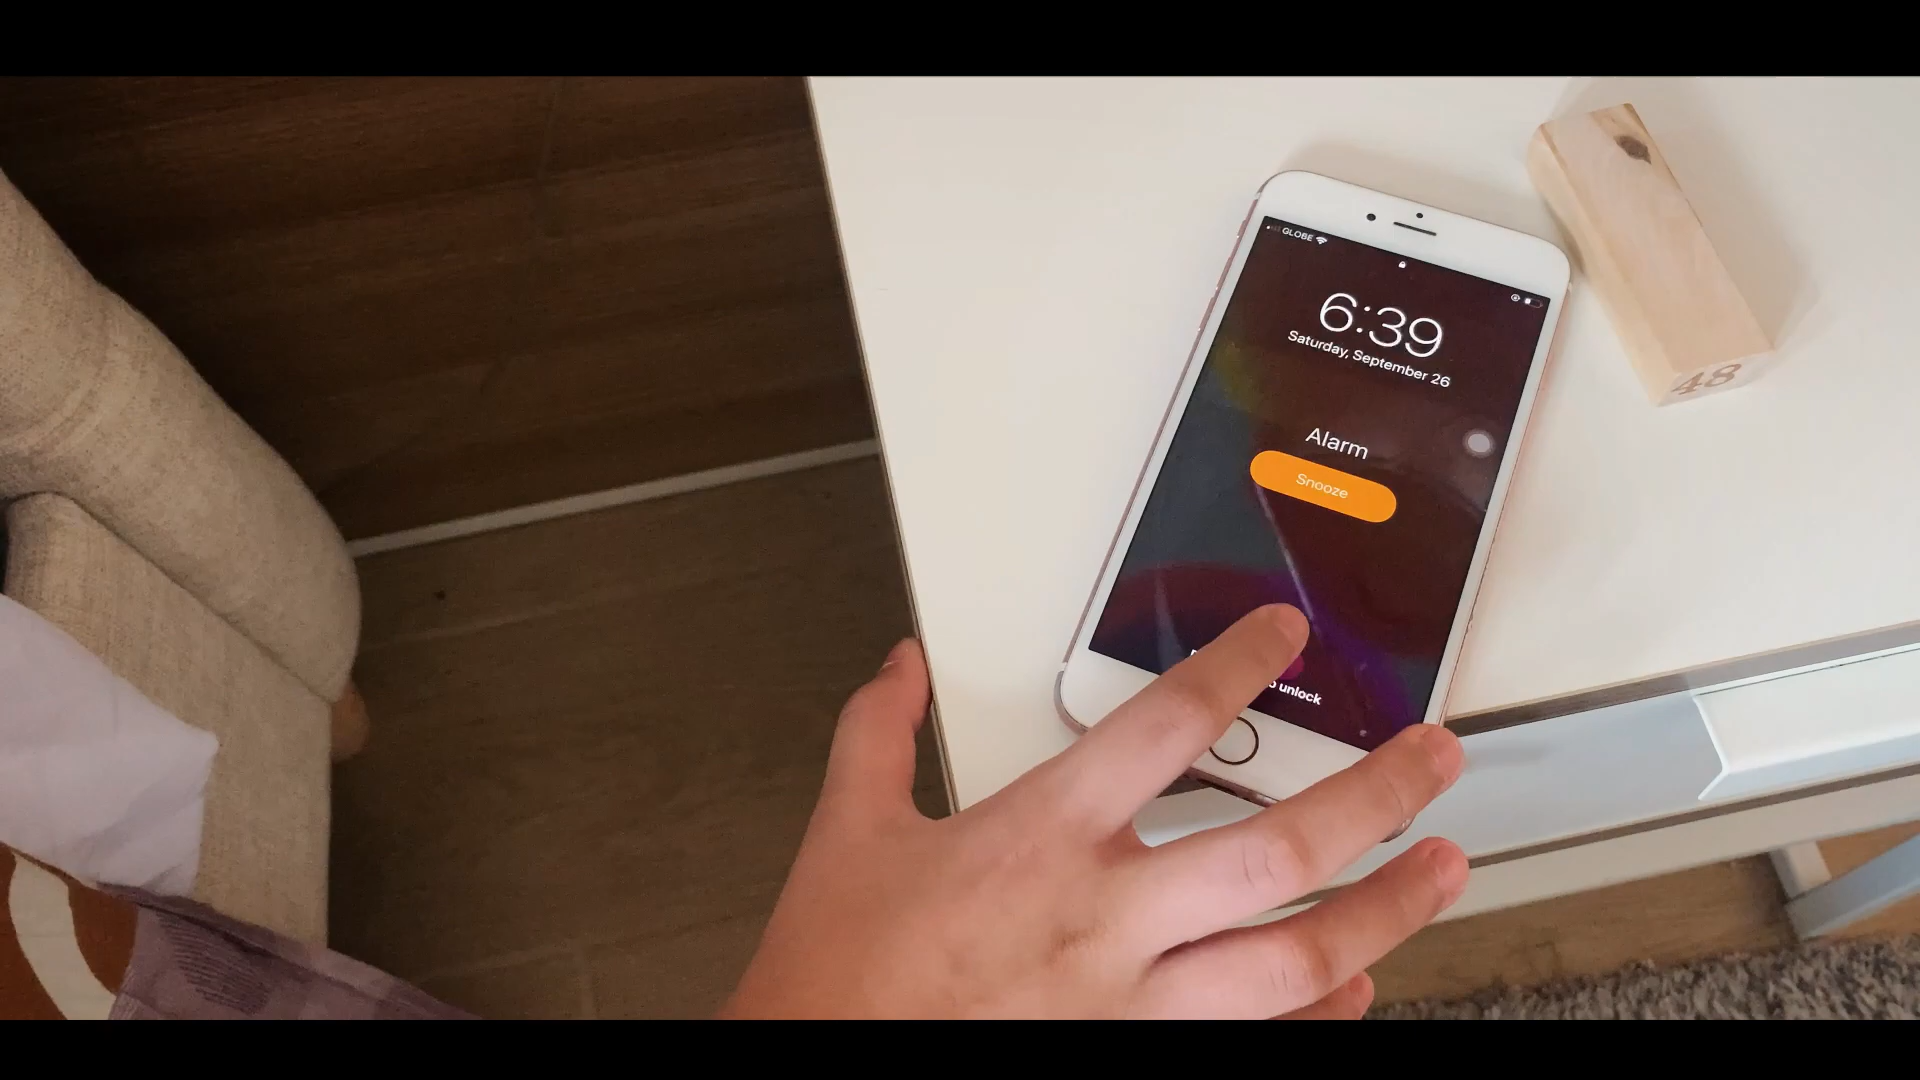 GLOBE
6:39
Saturday, September 26
Alarm
Snooze
unlock
48